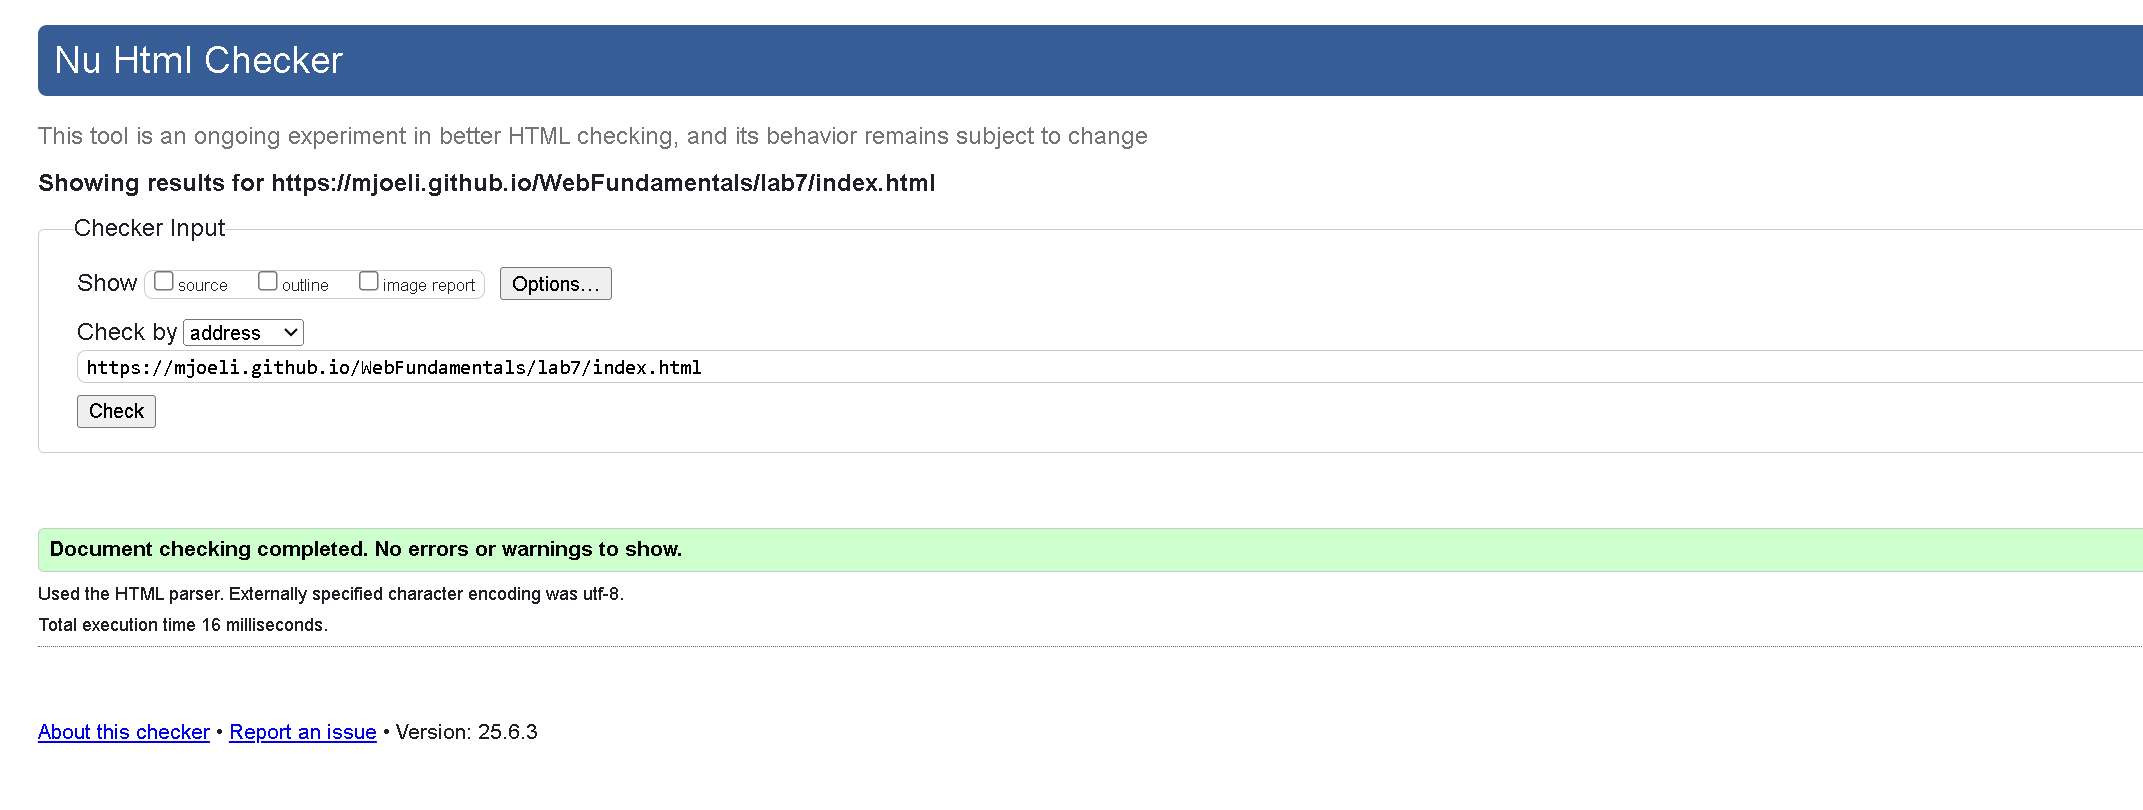 Nu Html Checker
This tool is an ongoing experiment in better HTML checking, and its behavior remains subject to change
Showing results for https://mjoeli.github.io/WebFundamentals/lab7/index.html
Checker Input
Show source outline image report Options…
Check by address
https://mjoeli.github.io/WebFundamentals/lab7/index.html
Check
Document checking completed. No errors or warnings to show.
Used the HTML parser. Externally specified character encoding was utf-8.
Total execution time 16 milliseconds.
About this checker • Report an issue • Version: 25.6.3